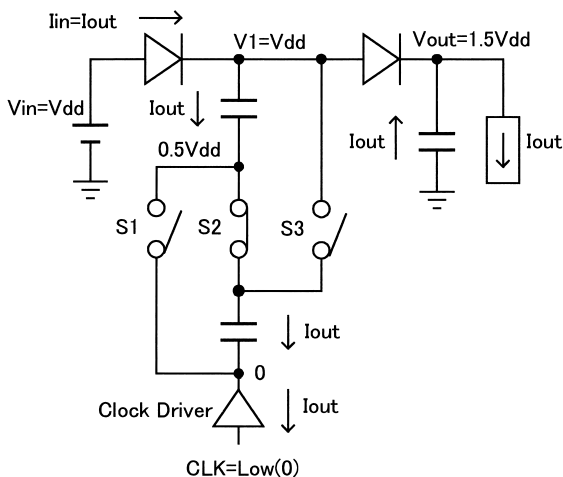 Iin=Iout
V1=Vdd
Vout=1.5Vdd
Vin=Vdd
Iout
Iout
Iout
0.5Vdd
S1
S2
S3
Iout
0
Clock Driver
Iout
CLK=Low(0)